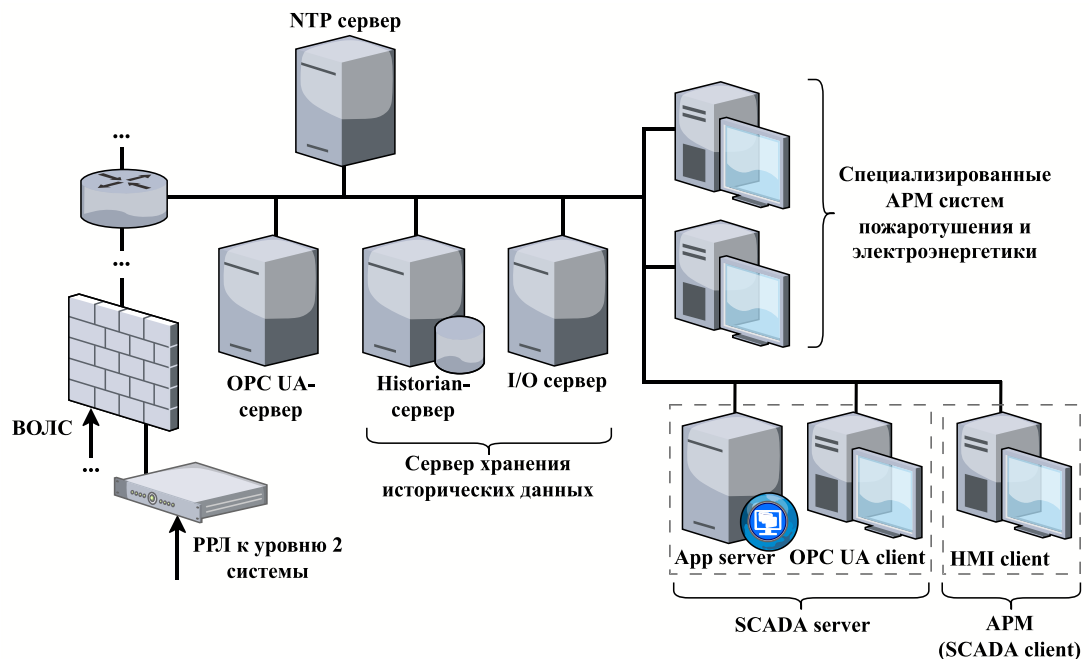 NTP сервер
...
Специализированные
АРМ систем
пожаротушения и
электроэнергетики
...
OPC UA-
сервер
Historian-
сервер
I/O сервер
ВОЛС
...
Сервер хранения
исторических данных
РРЛ к уровню 2
системы
App server
OPC UA client
HMI client
SCADA server
АРМ
(SCADA client)